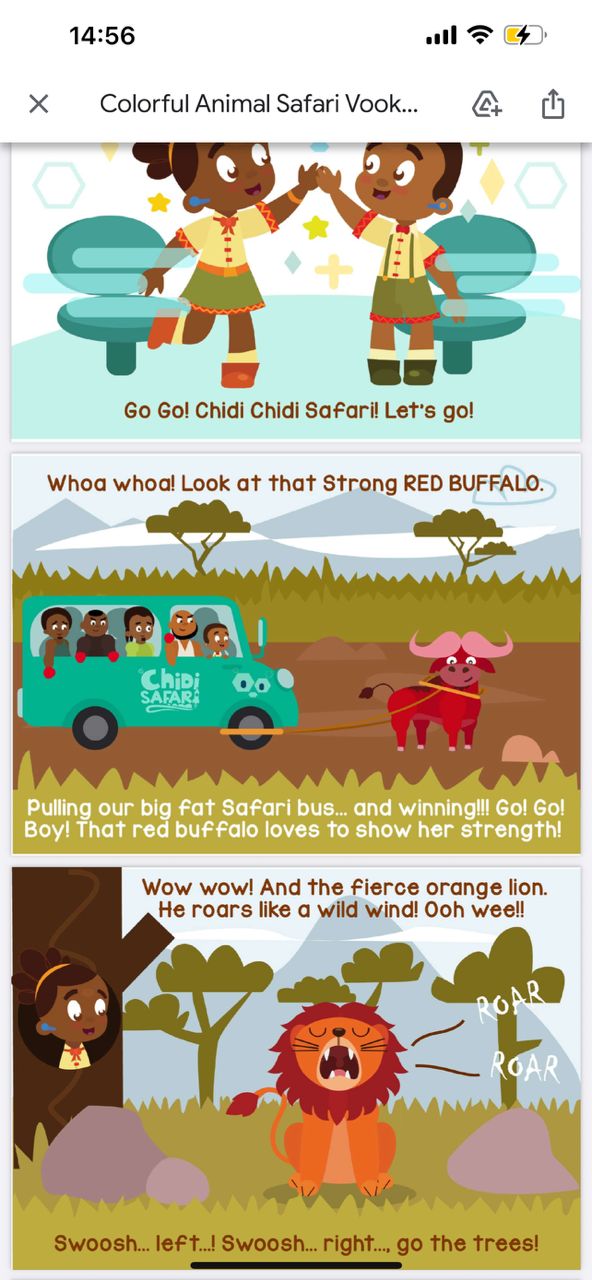 14:56
Colorful Animal Safari Vook...
Go Go! Chidi Chidi Safari! Let's go!
Whoa whoa! Look at that Strong RED BUFFALO.
CHiDi
SAFARI
Pulling our big fat Safari bus... and winning!!! Go! Go!
Boy! That red buffalo loves to show her strength!
Wow wow! And the fierce orange lion.
He roars like a wild wind! Ooh wee!!
ROAR
ROAR
Swoosh... left...! Swoosh... right..., go the trees!